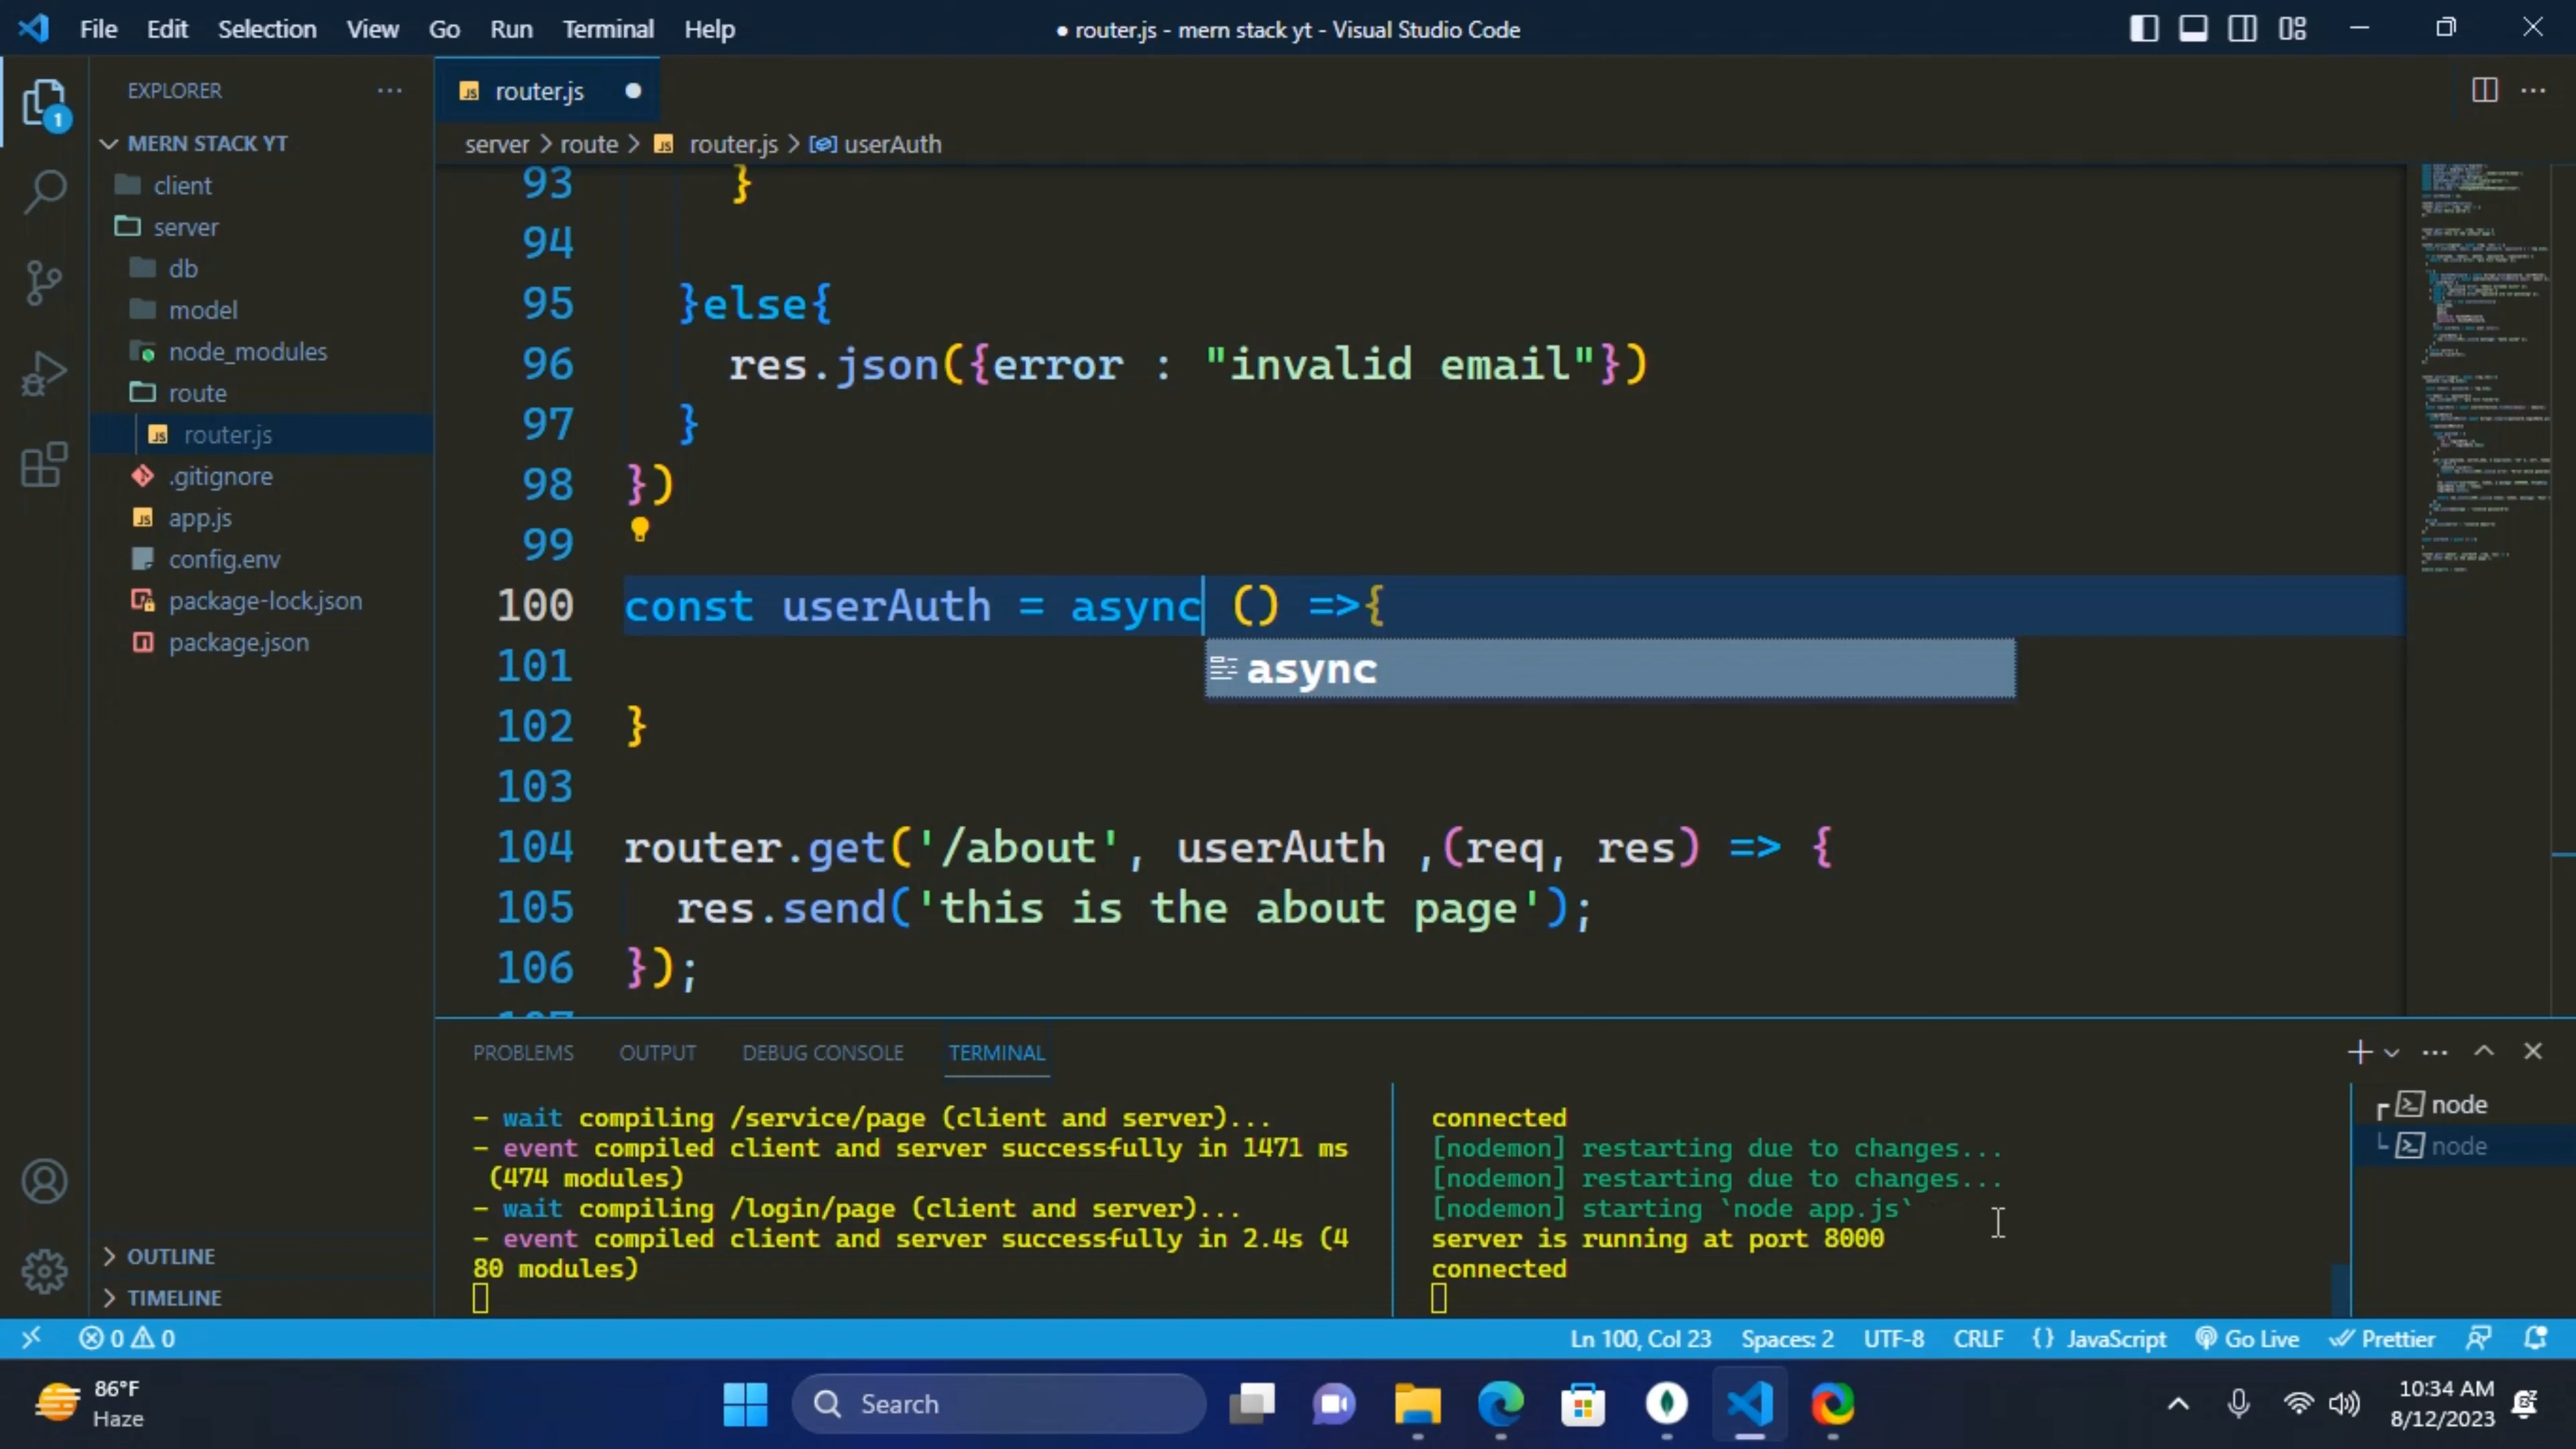 File Edit Selection View Go Run Terminal Help
● router.js - mern stack yt - Visual Studio Code
EXPLORER ...
router.js
MERN STACK YT
server > route > router.js > userAuth
client
server
db
model
node_modules
route
router.js
.gitignore
app.js
config.env
package-lock.json
package.json
OUTLINE
TIMELINE
1
93 }
94
95 }else{
96 res.json({error : "invalid email"})
97 }
98 })
99
100 const userAuth = async () =>{
async
101
102 }
103
104 router.get('/about', userAuth ,(req, res) => {
105 res.send('this is the about page');
106 });
PROBLEMS OUTPUT DEBUG CONSOLE TERMINAL
- wait compiling /service/page (client and server)...
- event compiled client and server successfully in 1471 ms
(474 modules)
- wait compiling /login/page (client and server)...
- event compiled client and server successfully in 2.4s (4
80 modules)
connected
[nodemon] restarting due to changes...
[nodemon] restarting due to changes...
[nodemon] starting `node app.js`
server is running at port 8000
connected
node
node
0 0
Ln 100, Col 23 Spaces: 2 UTF-8 CRLF {} JavaScript Go Live Prettier
86°F
Haze
Search
10:34 AM
8/12/2023